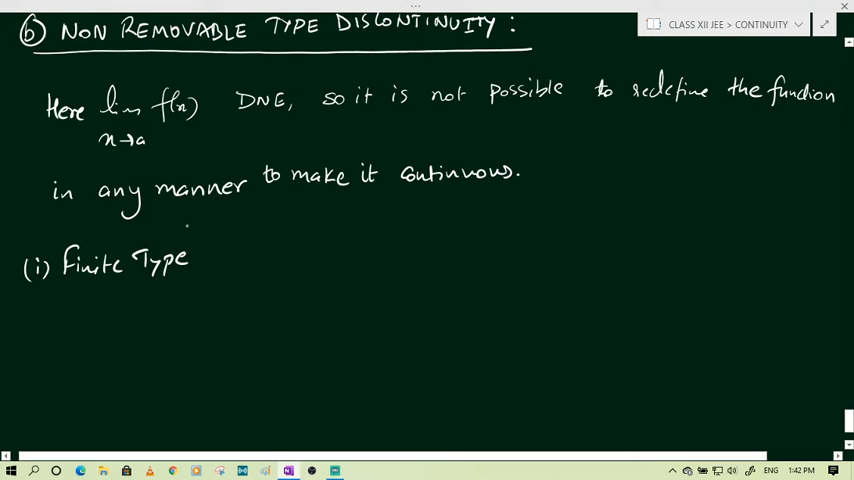 CLASS XII JEE > CONTINUITY
(b) NON REMOVABLE TYPE DISCONTINUITY :
Here lim f(x) DNE, so it is not possible to redefine the function
x→a
in any manner to make it continuous.
(i) Finite Type
ENG 1:42 PM